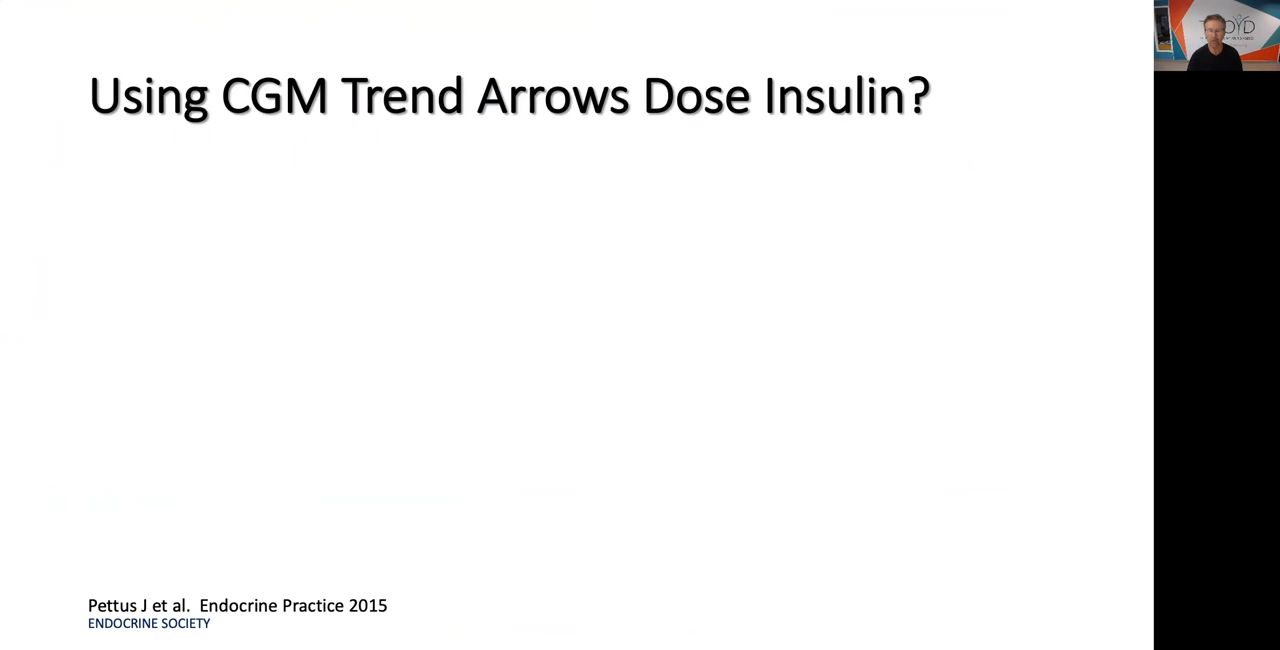 Using CGM Trend Arrows Dose Insulin?
Pettus J et al.  Endocrine Practice 2015
ENDOCRINE SOCIETY